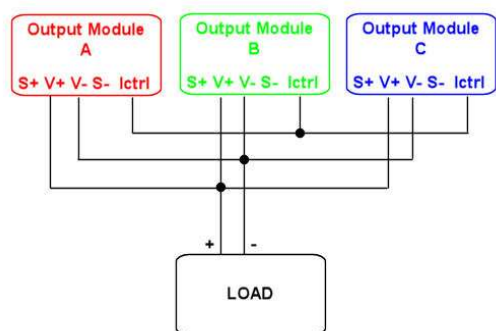 Output Module
A
S+ V+ V- S- Ictrl
Output Module
B
S+ V+ V- S- Ictrl
Output Module
C
S+ V+ V- S- Ictrl
+ -
LOAD